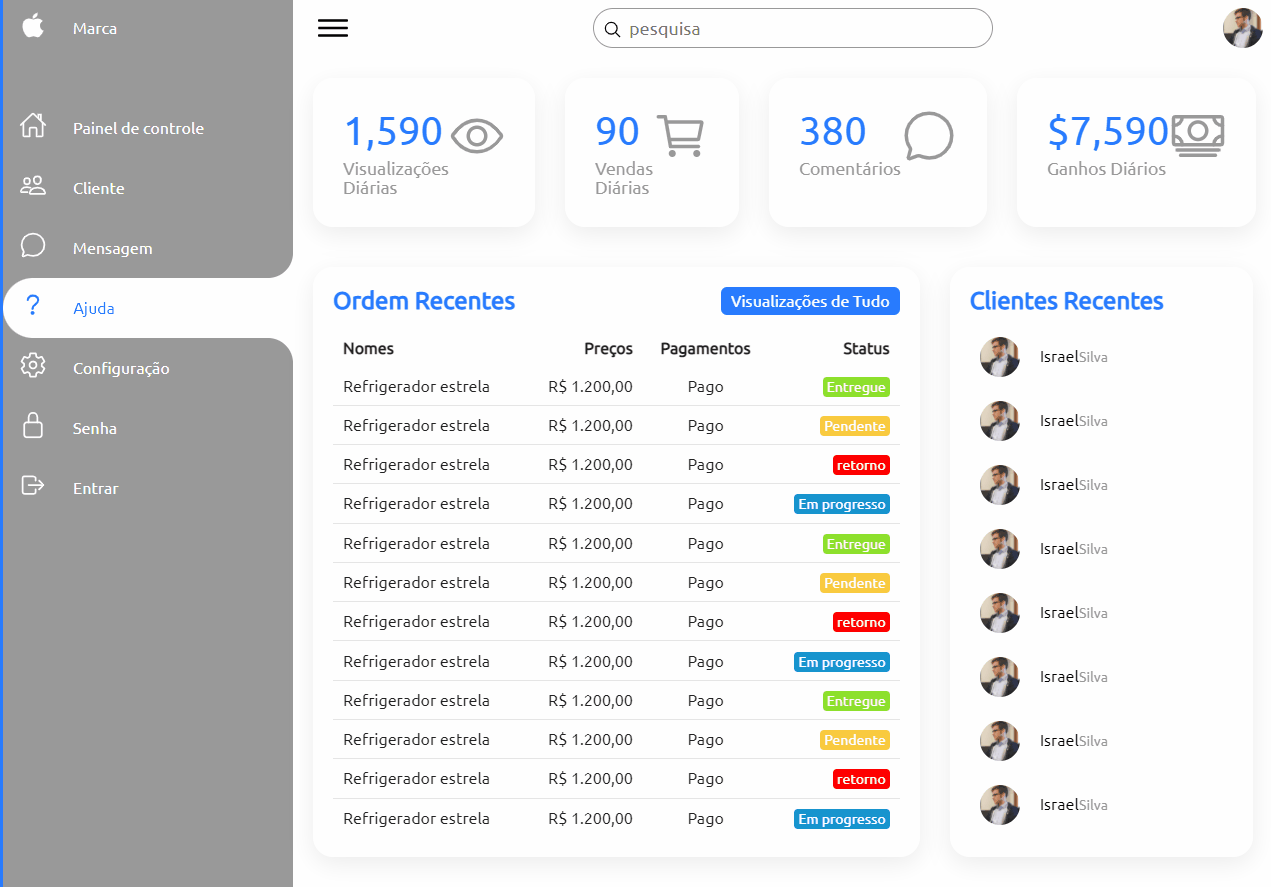 Marca
Painel de controle
Cliente
Mensagem
Ajuda
Configuração
Senha
Entrar
pesquisa
1,590
Visualizações
Diárias
90
Vendas
Diárias
380
Comentários
$7,590
Ganhos Diários
Ordem Recentes
Visualizações de Tudo
Nomes Preços Pagamentos Status
Refrigerador estrela R$ 1.200,00 Pago Entregue
Refrigerador estrela R$ 1.200,00 Pago Pendente
Refrigerador estrela R$ 1.200,00 Pago retorno
Refrigerador estrela R$ 1.200,00 Pago Em progresso
Refrigerador estrela R$ 1.200,00 Pago Entregue
Refrigerador estrela R$ 1.200,00 Pago Pendente
Refrigerador estrela R$ 1.200,00 Pago retorno
Refrigerador estrela R$ 1.200,00 Pago Em progresso
Refrigerador estrela R$ 1.200,00 Pago Entregue
Refrigerador estrela R$ 1.200,00 Pago Pendente
Refrigerador estrela R$ 1.200,00 Pago retorno
Refrigerador estrela R$ 1.200,00 Pago Em progresso
Clientes Recentes
IsraelSilva
IsraelSilva
IsraelSilva
IsraelSilva
IsraelSilva
IsraelSilva
IsraelSilva
IsraelSilva